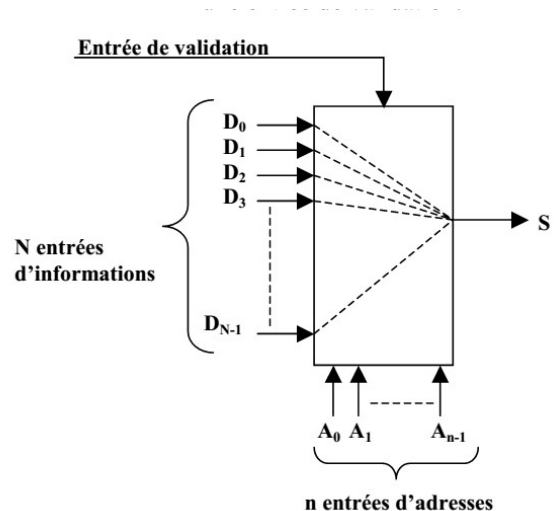 Entrée de validation
D0
D1
D2
D3
N entrées
d'informations
DN-1
S
A0 A1 An-1
n entrées d'adresses